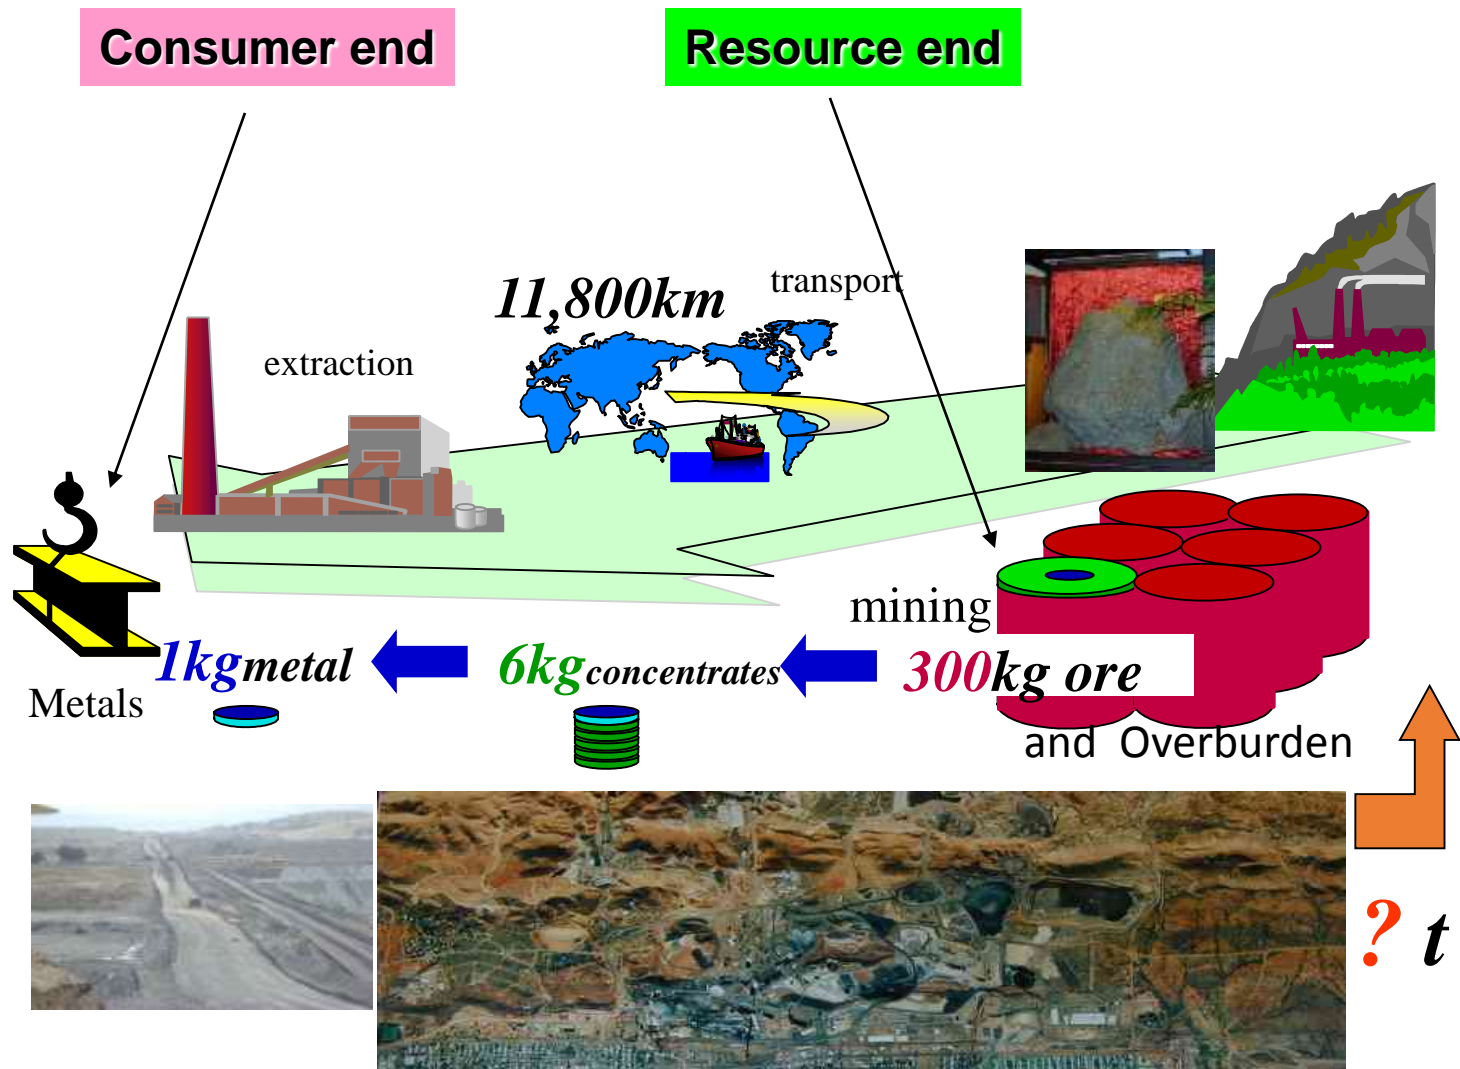 Consumer end
Resource end
11,800km
transport
extraction
mining
1kgmetal
6kgconcentrates
300kg ore
Metals
and Overburden
? t